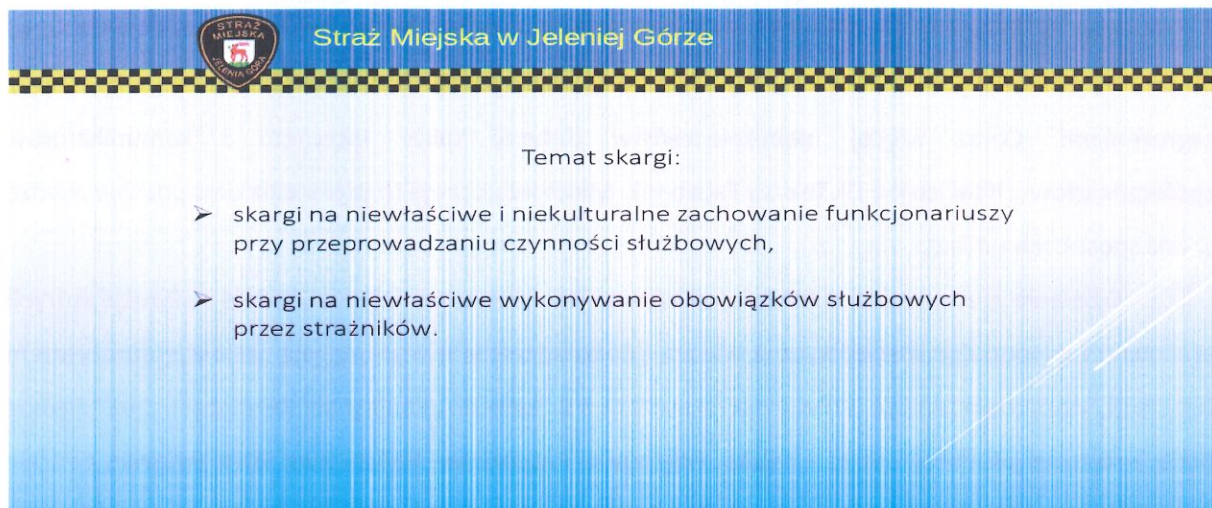 STRAŻ
MIEJSKA
JELENIA GÓRA
Straż Miejska w Jeleniej Górze
Temat skargi:
➢ skargi na niewłaściwe i niekulturalne zachowanie funkcjonariuszy
przy przeprowadzaniu czynności służbowych,
➢ skargi na niewłaściwe wykonywanie obowiązków służbowych
przez strażników.